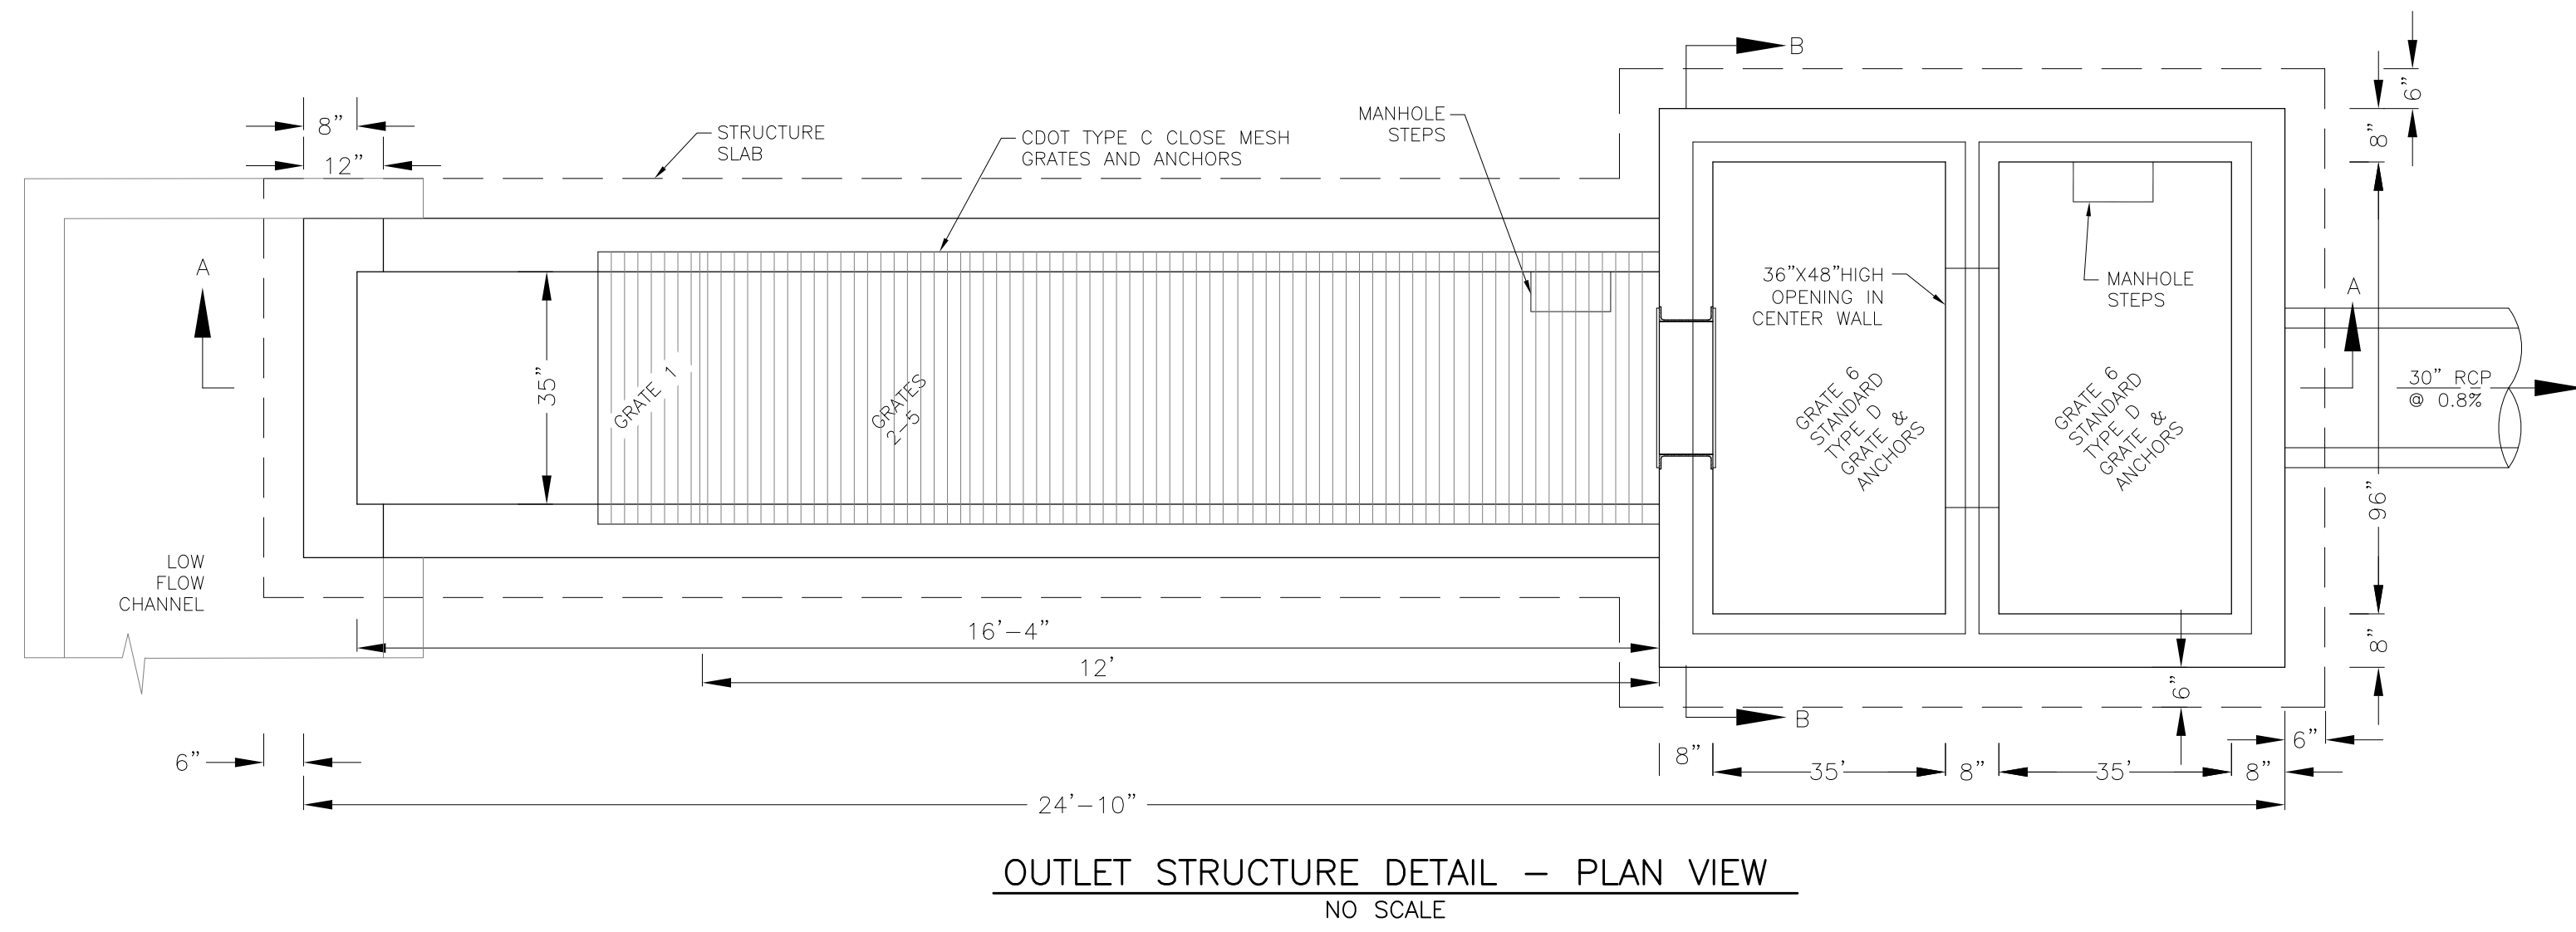 B
6”
8”
MANHOLE
STEPS
8”
STRUCTURE
SLAB
CDOT TYPE C CLOSE MESH
GRATES AND ANCHORS
12”
A
36”X48”HIGH
OPENING IN
CENTER WALL
MANHOLE
STEPS
A
35”
GRATE 1
GRATES
2–5
GRATE 6
STANDARD
TYPE D
GRATE &
ANCHORS
GRATE 6
STANDARD
TYPE D
GRATE &
ANCHORS
30” RCP
@ 0.8%
96”
LOW
FLOW
CHANNEL
16’–4”
12’
8”
6”
B
6”
6”
8”
35’
8”
35’
8”
24’–10”
OUTLET STRUCTURE DETAIL – PLAN VIEW
NO SCALE